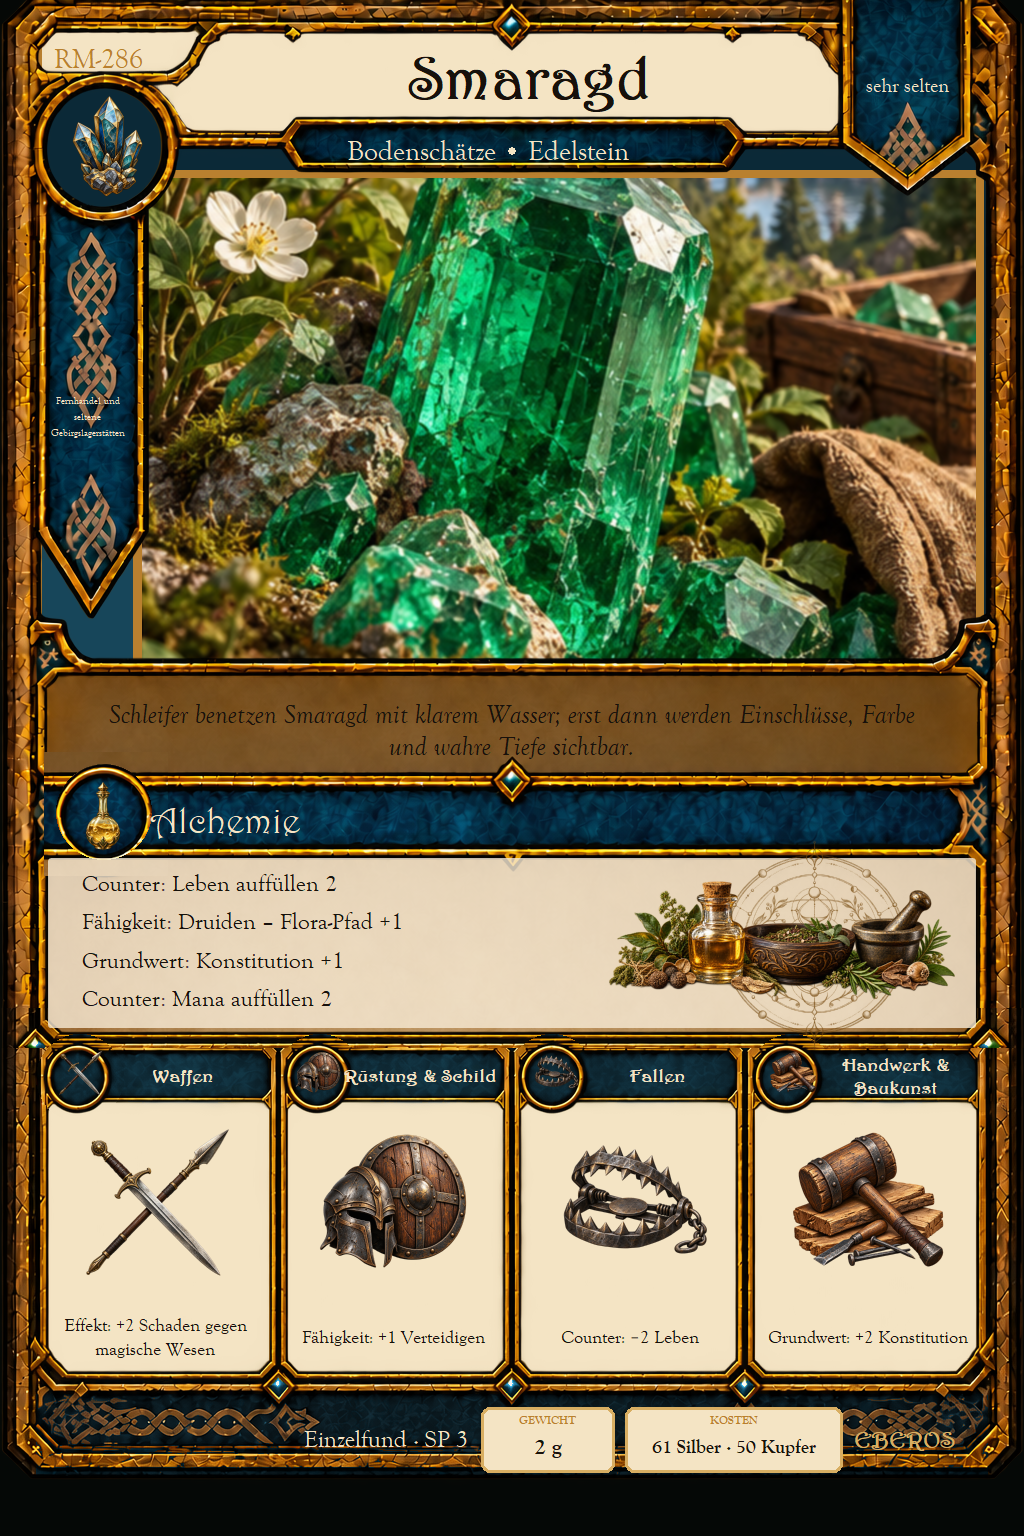 RM-286
Smaragd
sehr selten
Bodenschätze • Edelstein
Fernhandel und
seltene
Gebirgslagerstätten
Schleifer benetzen Smaragd mit klarem Wasser; erst dann werden Einschlüsse, Farbe
und wahre Tiefe sichtbar.
Alchemie
Counter: Leben auffüllen 2
Fähigkeit: Druiden – Flora-Pfad +1
Grundwert: Konstitution +1
Counter: Mana auffüllen 2
Waffen
Effekt: +2 Schaden gegen
magische Wesen
Rüstung & Schild
Fähigkeit: +1 Verteidigen
Fallen
Counter: −2 Leben
Handwerk &
Baukunst
Grundwert: +2 Konstitution
Einzelfund · SP 3
GEWICHT
2 g
KOSTEN
61 Silber · 50 Kupfer
EBEROS